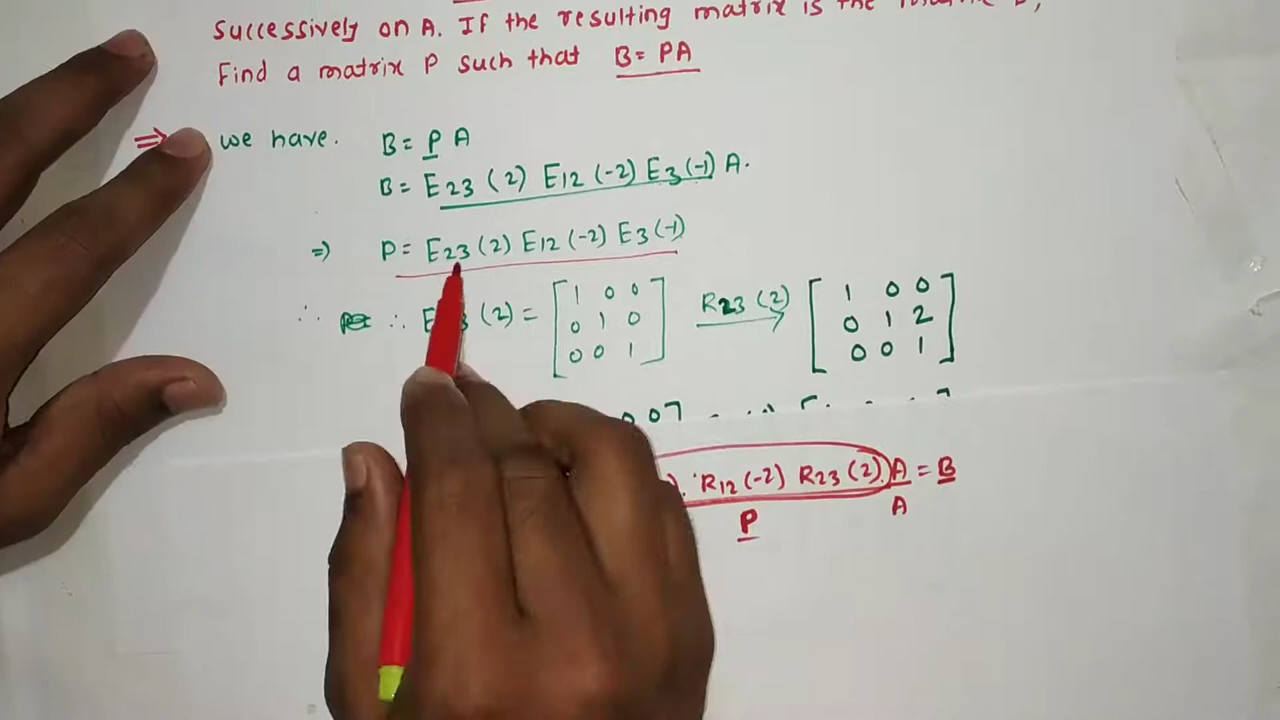 Successively on A. If the resulting matrix is the
Find a matrix P such that B = PA
⇒ we have. B = P A
B = E23 (2) E12 (-2) E3 (-1) A.
⇒) P = E23 (2) E12 (-2) E3 (-1)
∴ ∴ (2) = [1 0 0 0 1 0 0 0 1] R23 (2) → [1 0 0 0 1 2 0 0 1]
). R12 (-2) R23 (2) A = B
P A